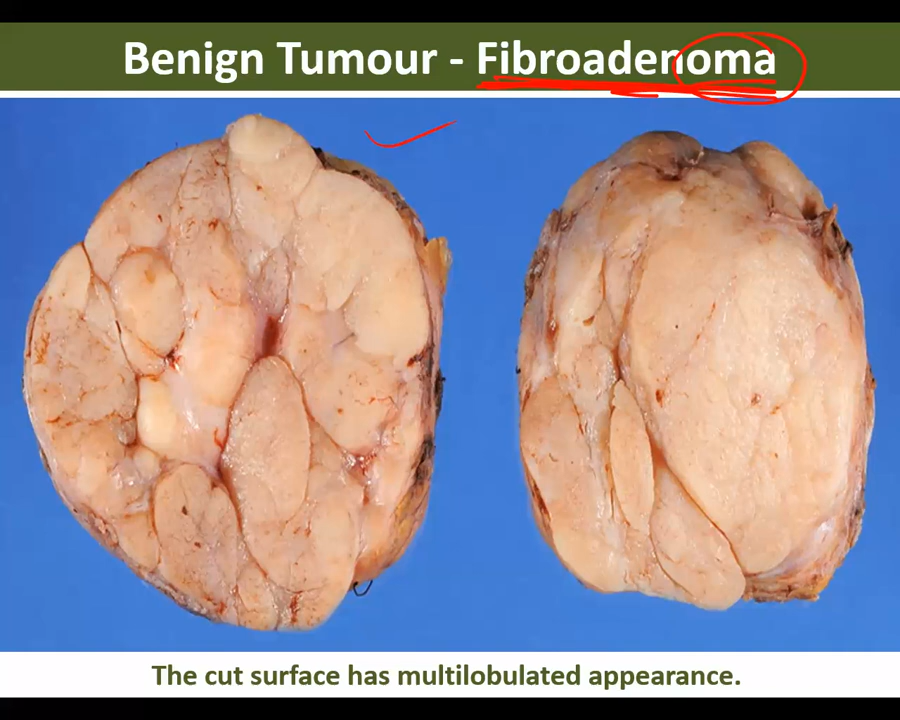 Benign Tumour - Fibroadenoma
The cut surface has multilobulated appearance.